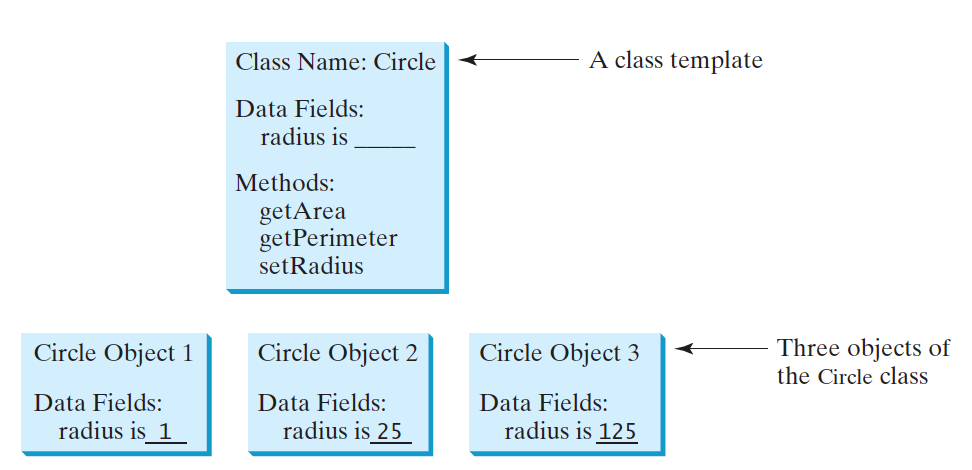 Class Name: Circle
A class template
Data Fields:
radius is _____
Methods:
getArea
getPerimeter
setRadius
Circle Object 1
Data Fields:
radius is 1
Circle Object 2
Data Fields:
radius is 25
Circle Object 3
Data Fields:
radius is 125
Three objects of
the Circle class